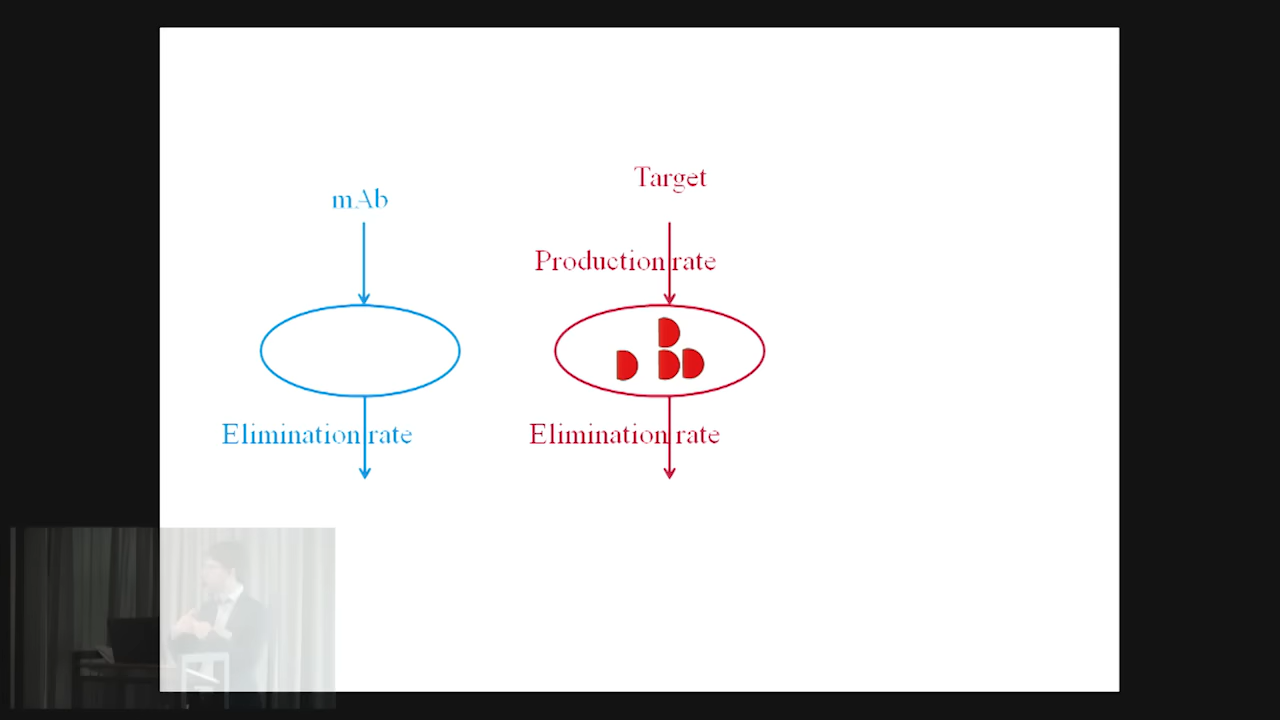 Target
mAb
Production rate
Elimination rate
Elimination rate